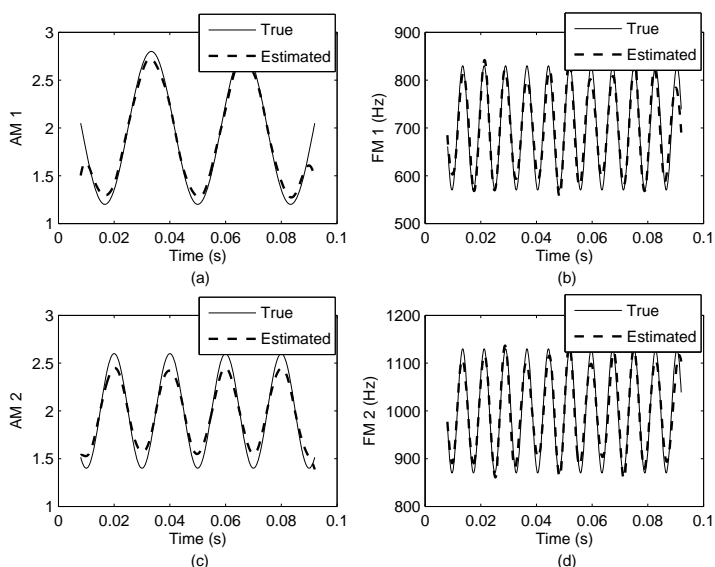 3
True
Estimated
2.5
AM 1
2
1.5
1
0 0.02 0.04 0.06 0.08 0.1
Time (s)
(a)
900
True
Estimated
800
FM 1 (Hz)
700
600
500
0 0.02 0.04 0.06 0.08 0.1
Time (s)
(b)
3
True
Estimated
2.5
AM 2
2
1.5
1
0 0.02 0.04 0.06 0.08 0.1
Time (s)
(c)
1200
True
Estimated
1100
FM 2 (Hz)
1000
900
800
0 0.02 0.04 0.06 0.08 0.1
Time (s)
(d)